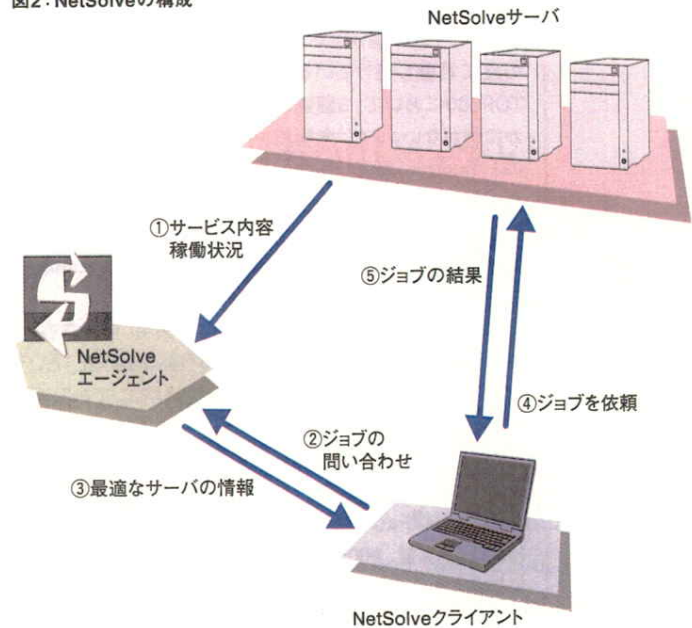 図2：NetSolveの構成
NetSolveサーバ
①サービス内容
稼働状況
⑤ジョブの結果
NetSolve
エージェント
④ジョブを依頼
②ジョブの
問い合わせ
③最適なサーバの情報
NetSolveクライアント